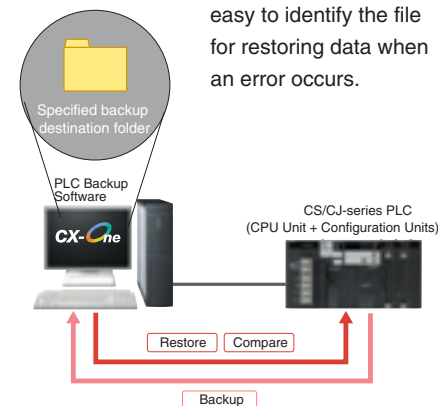 easy to identify the file
for restoring data when
an error occurs.
Specified backup
destination folder
PLC Backup
Software
CX-One
CS/CJ-series PLC
(CPU Unit + Configuration Units)
Restore
Compare
Backup